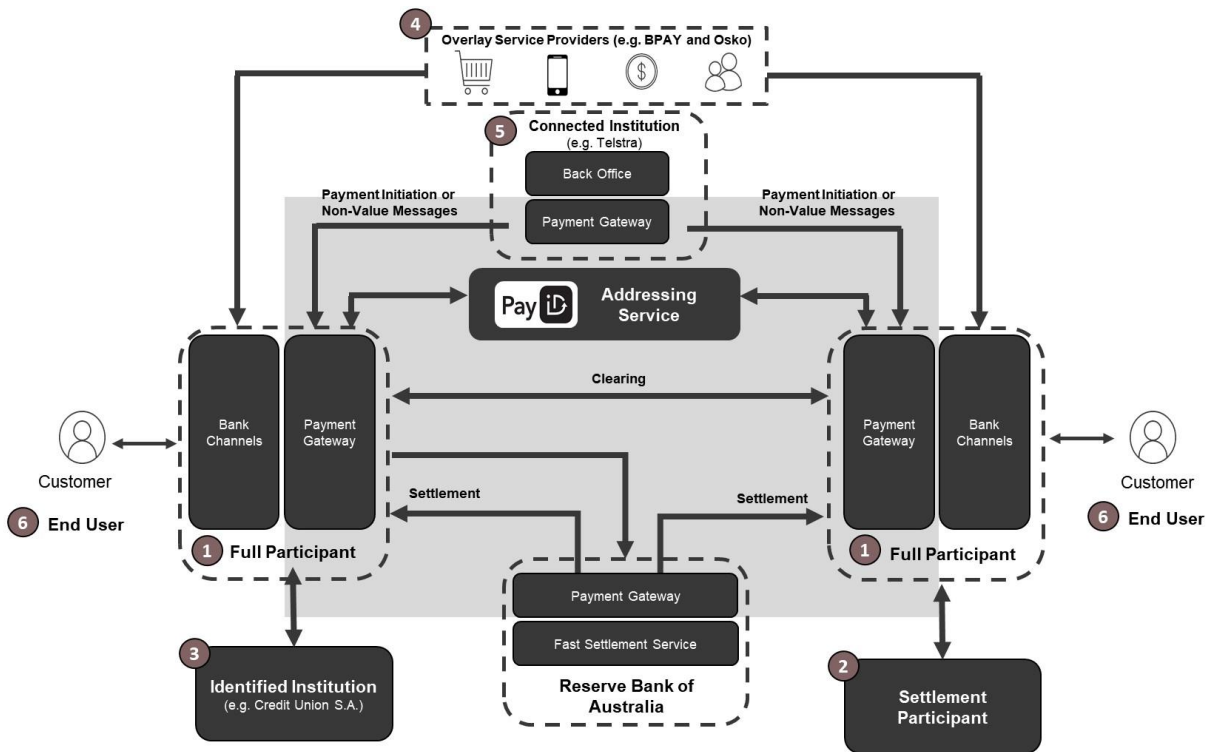 4
Overlay Service Providers (e.g. BPAY and Osko)
5
Connected Institution
(e.g. Telstra)
Back Office
Payment Gateway
Payment Initiation or
Non-Value Messages
Payment Initiation or
Non-Value Messages
Pay iD
Addressing
Service
Clearing
Bank
Channels
Payment
Gateway
Payment
Gateway
Bank
Channels
Customer
6 End User
Customer
6 End User
Settlement
Settlement
1 Full Participant
1 Full Participant
Payment Gateway
Fast Settlement Service
Reserve Bank of
Australia
3
Identified Institution
(e.g. Credit Union S.A.)
2
Settlement
Participant